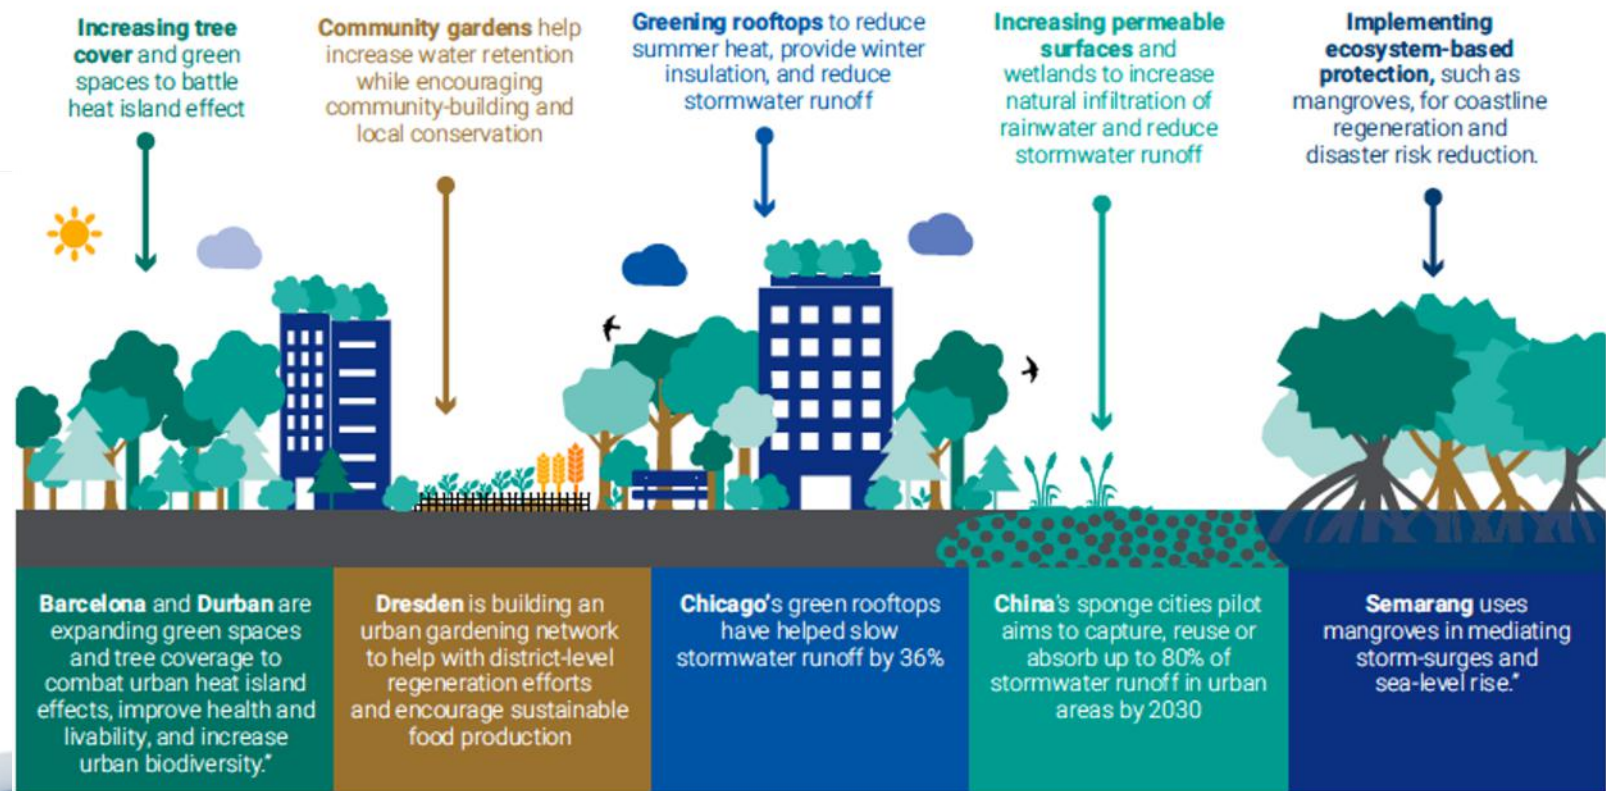 Increasing tree
cover and green
spaces to battle
heat island effect
Community gardens help
increase water retention
while encouraging
community-building and
local conservation
Greening rooftops to reduce
summer heat, provide winter
insulation, and reduce
stormwater runoff
Increasing permeable
surfaces and
wetlands to increase
natural infiltration of
rainwater and reduce
stormwater runoff
Implementing
ecosystem-based
protection, such as
mangroves, for coastline
regeneration and
disaster risk reduction.
Barcelona and Durban are
expanding green spaces
and tree coverage to
combat urban heat island
effects, improve health and
livability, and increase
urban biodiversity.*
Dresden is building an
urban gardening network
to help with district-level
regeneration efforts
and encourage sustainable
food production
Chicago's green rooftops
have helped slow
stormwater runoff by 36%
China's sponge cities pilot
aims to capture, reuse or
absorb up to 80% of
stormwater runoff in urban
areas by 2030
Semarang uses
mangroves in mediating
storm-surges and
sea-level rise.*